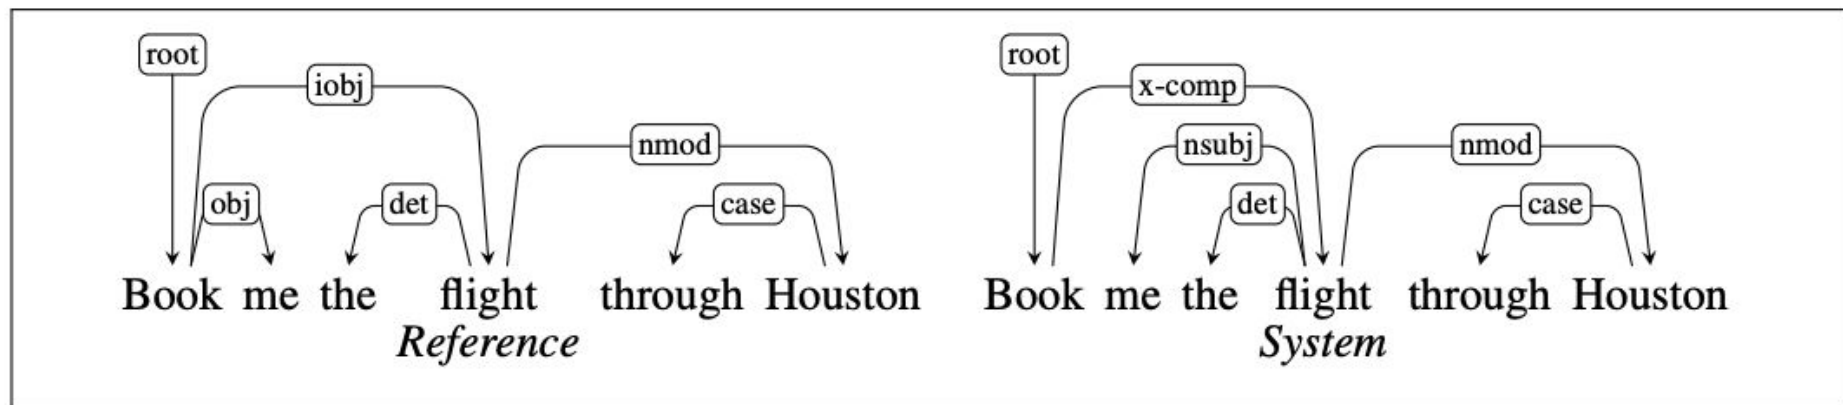 root
iobj
nmod
obj
det
case
Book me the flight through Houston
Reference
root
x-comp
nsubj
nmod
det
case
Book me the flight through Houston
System